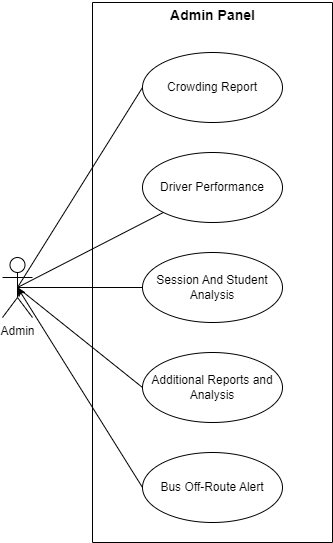 Admin Panel
Crowding Report
Driver Performance
Session And Student
Analysis
Admin
Additional Reports and
Analysis
Bus Off-Route Alert